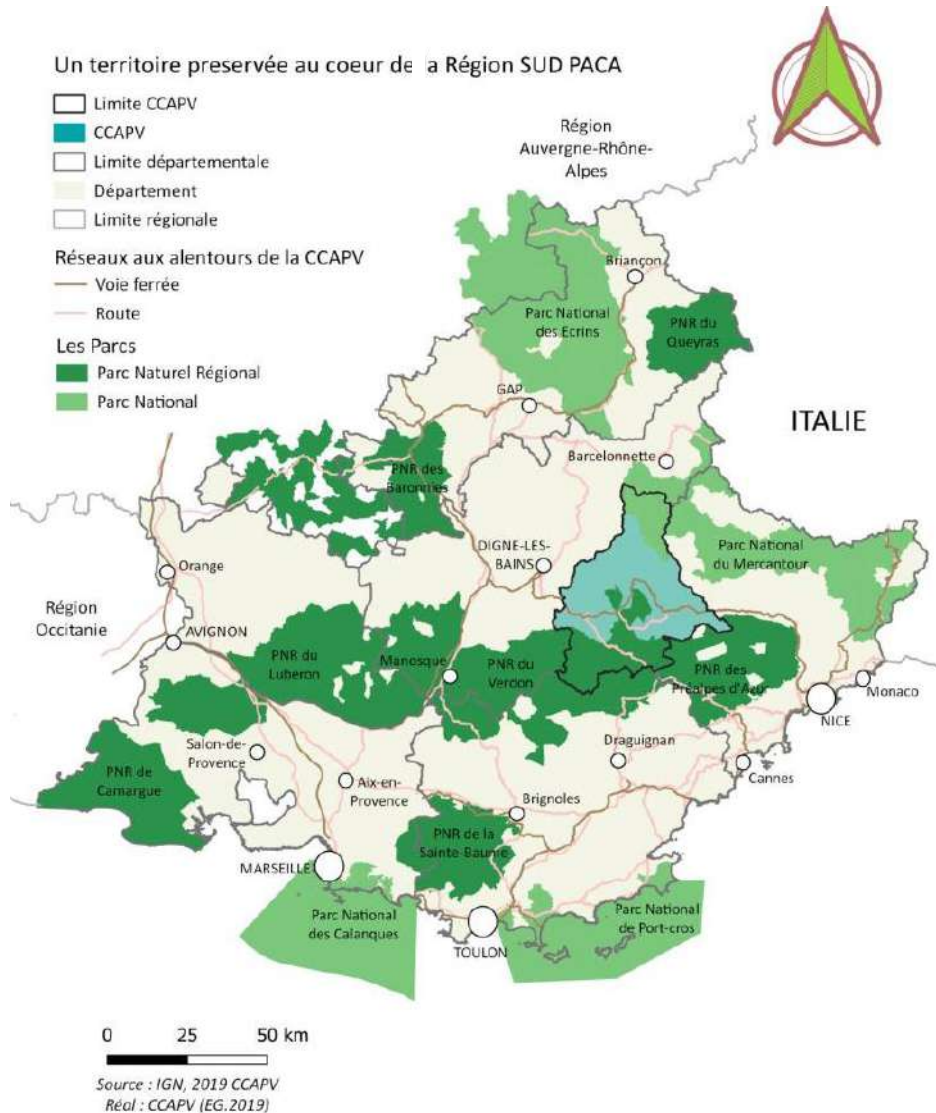 Un territoire preservée au coeur de la Région SUD PACA
Limite CCAPV
CCAPV
Limite départementale
Département
Limite régionale
Réseaux aux alentours de la CCAPV
Voie ferrée
Route
Les Parcs
Parc Naturel Régional
Parc National
Région
Auvergne-Rhône-
Alpes
Briançon
Parc National
des Ecrins
PNR du
Queyras
GAP
ITALIE
Barcelonnette
PNR des
Baronnies
DIGNE-LES-
BAINS
Parc National
du Mercantour
Orange
Région
Occitanie
AVIGNON
PNR du
Luberon
Manosque
PNR du
Verdon
PNR des
Préalpes d'Azur
Monaco
NICE
Salon-de-
Provence
Draguignan
Cannes
PNR de
Camargue
Aix-en-
Provence
Brignoles
PNR de la
Sainte-Baume
MARSEILLE
Parc National
des Calanques
Parc National
de Port-cros
TOULON
0 25 50 km
Source : IGN, 2019 CCAPV
Réal : CCAPV (EG.2019)